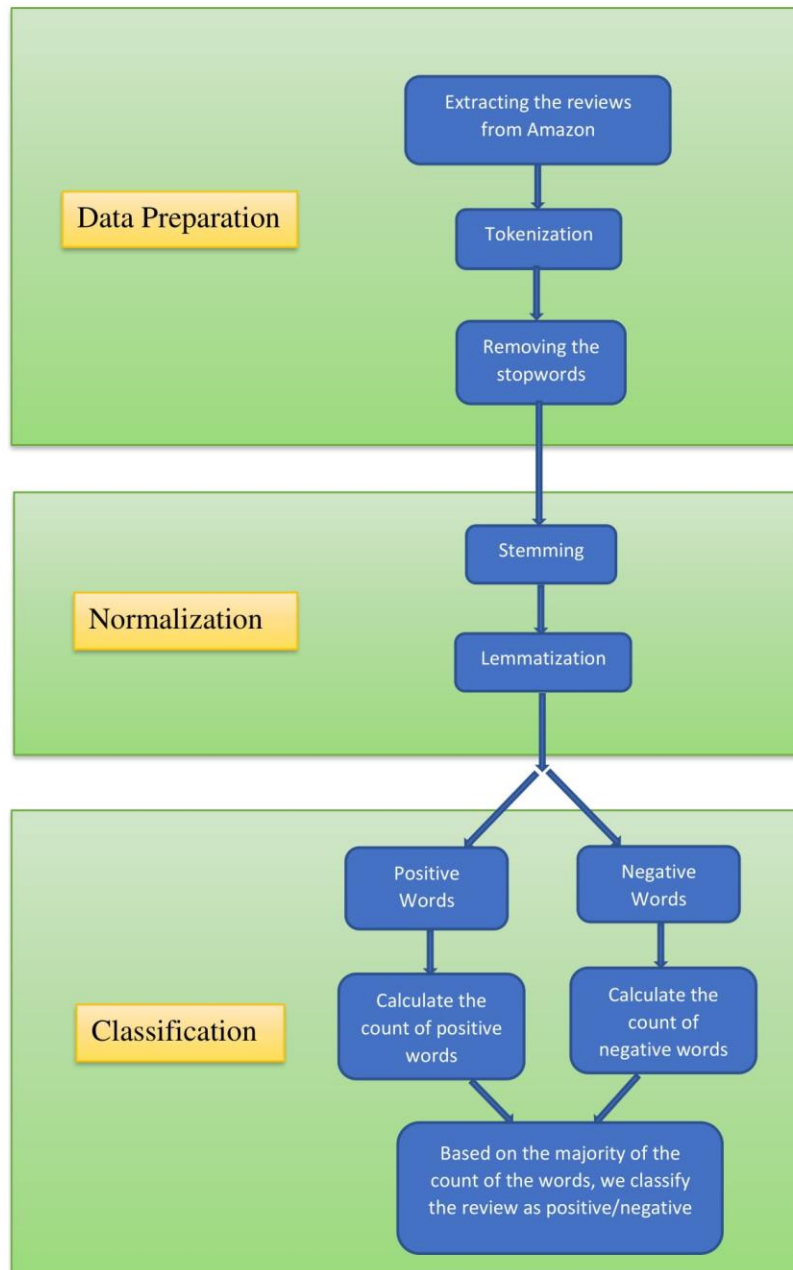 Extracting the reviews
from Amazon
Data Preparation
Tokenization
Removing the
stopwords
Stemming
Normalization
Lemmatization
Positive
Words
Negative
Words
Calculate the
count of positive
words
Calculate the
count of
negative words
Classification
Based on the majority of the
count of the words, we classify
the review as positive/negative